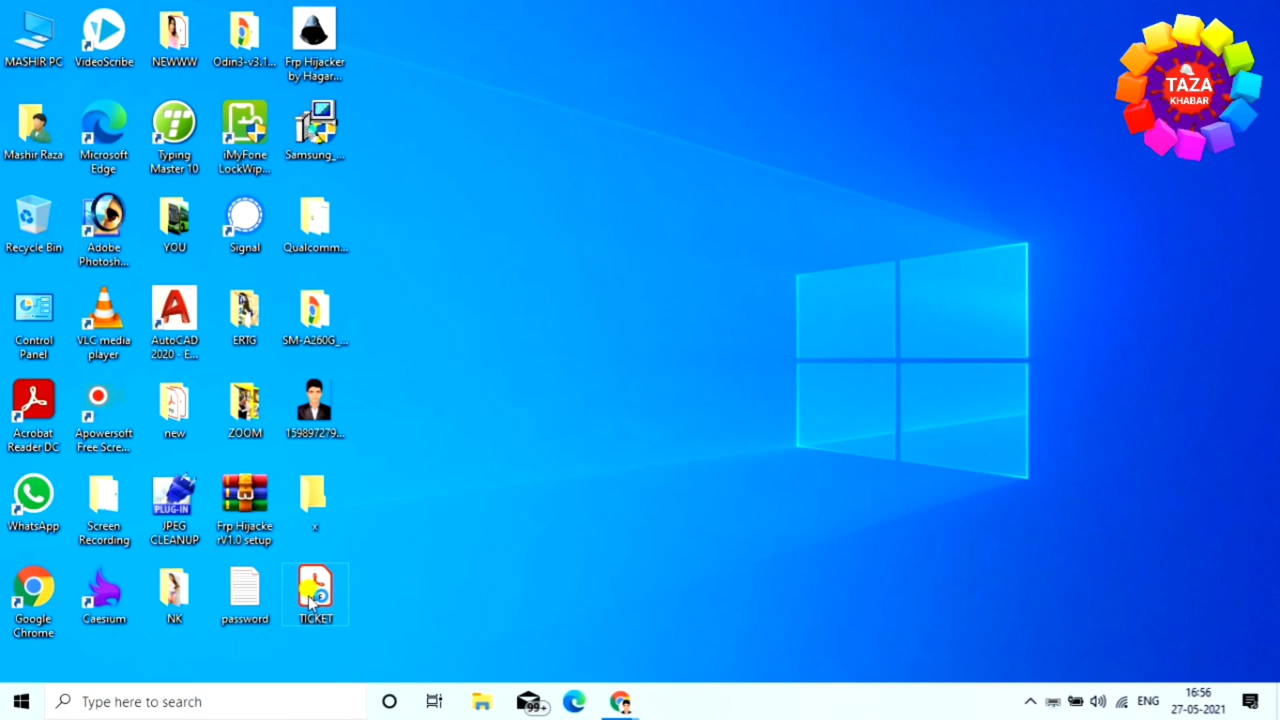 MASHIR PC
VideoScribe
NEWWW
Odin3-v3.1...
Frp Hijacker
by Hagar...
TAZA
KHABAR
Mashir Raza
Microsoft
Edge
Typing
Master 10
iMyFone
LockWip...
Samsung_...
Recycle Bin
Adobe
Photosh...
YOU
Signal
Qualcomm...
Control
Panel
VLC media
player
AutoCAD
2020 - E...
ERTG
SM-A260G_...
Acrobat
Reader DC
Apowersoft
Free Scre...
new
ZOOM
159897279...
WhatsApp
Screen
Recording
PLUG-IN
JPEG
CLEANUP
Frp Hijacke
rV1.0 setup
x
Google
Chrome
Caesium
NK
password
TICKET
Type here to search
99+
ENG
16:56
27-05-2021